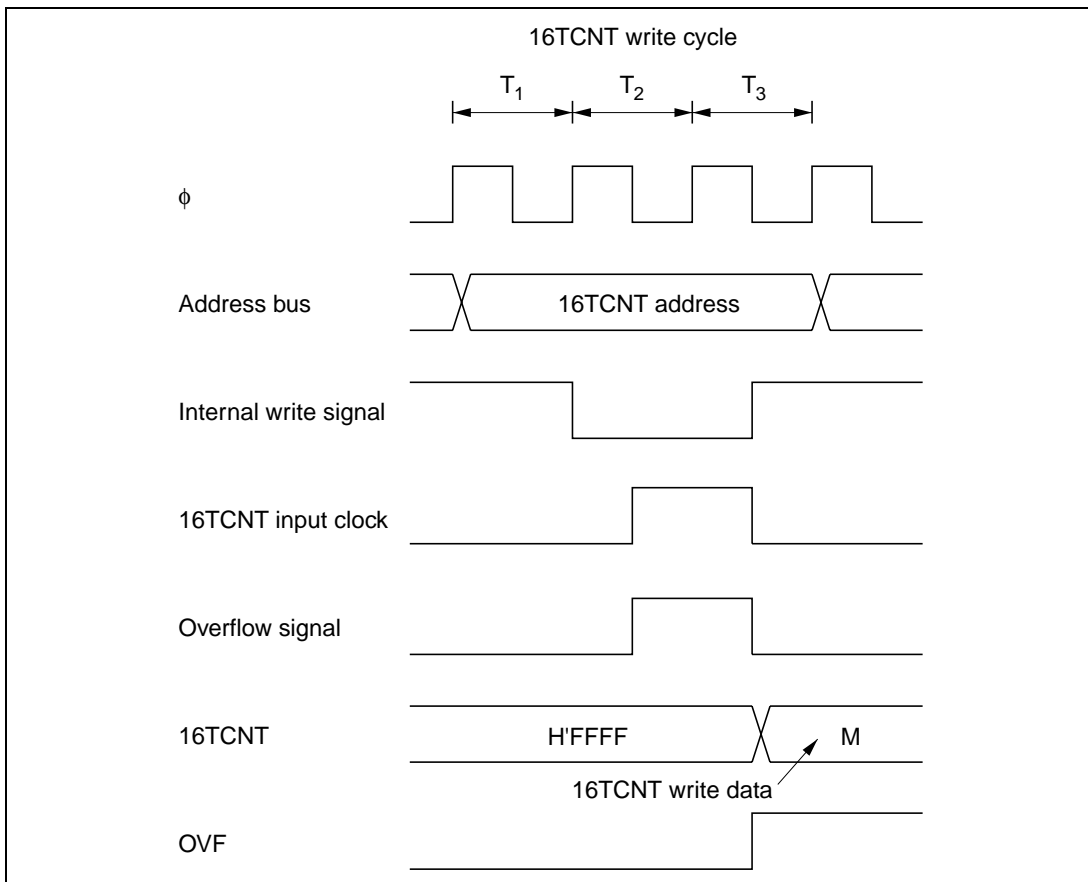 16TCNT write cycle
T1 T2 T3
ϕ
Address bus 16TCNT address
Internal write signal
16TCNT input clock
Overflow signal
16TCNT H'FFFF M
16TCNT write data
OVF